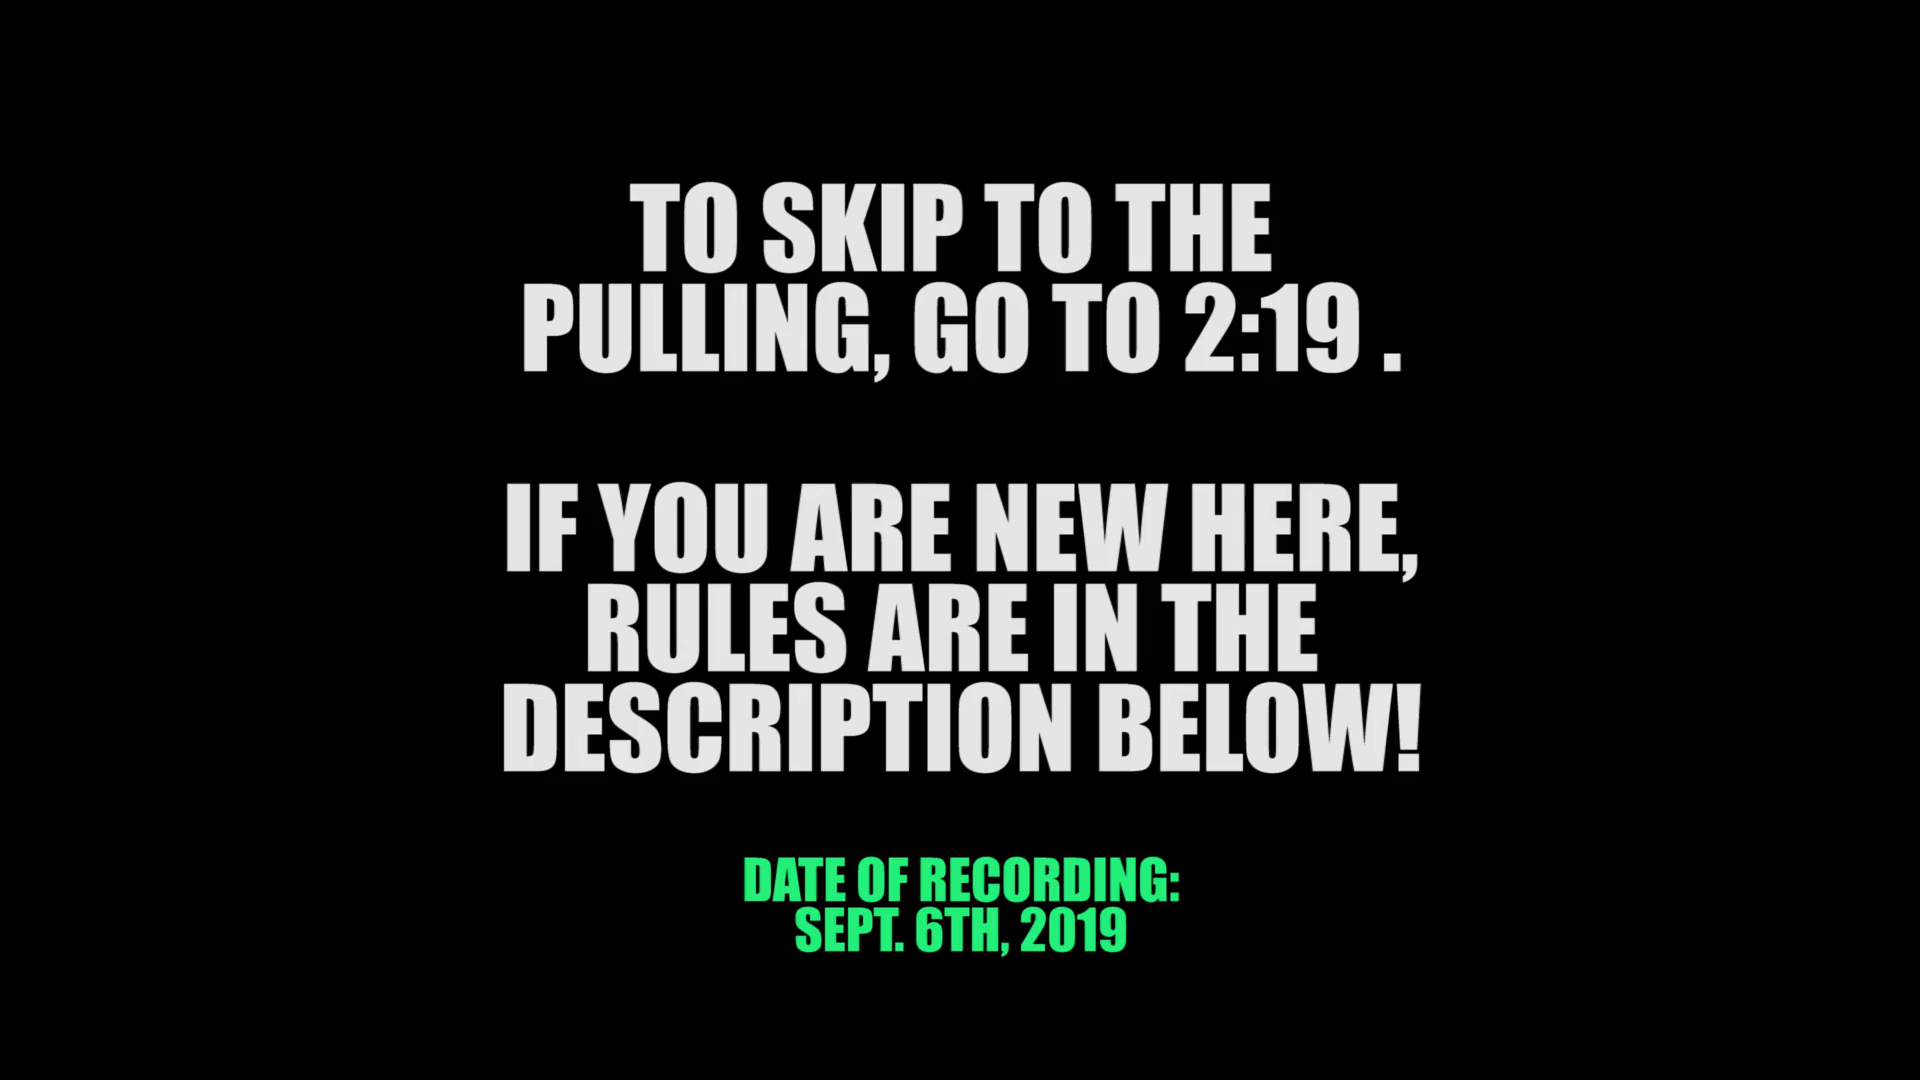 TO SKIP TO THE
PULLING, GO TO 2:19 .
IF YOU ARE NEW HERE,
RULES ARE IN THE
DESCRIPTION BELOW!
DATE OF RECORDING:
SEPT. 6TH, 2019